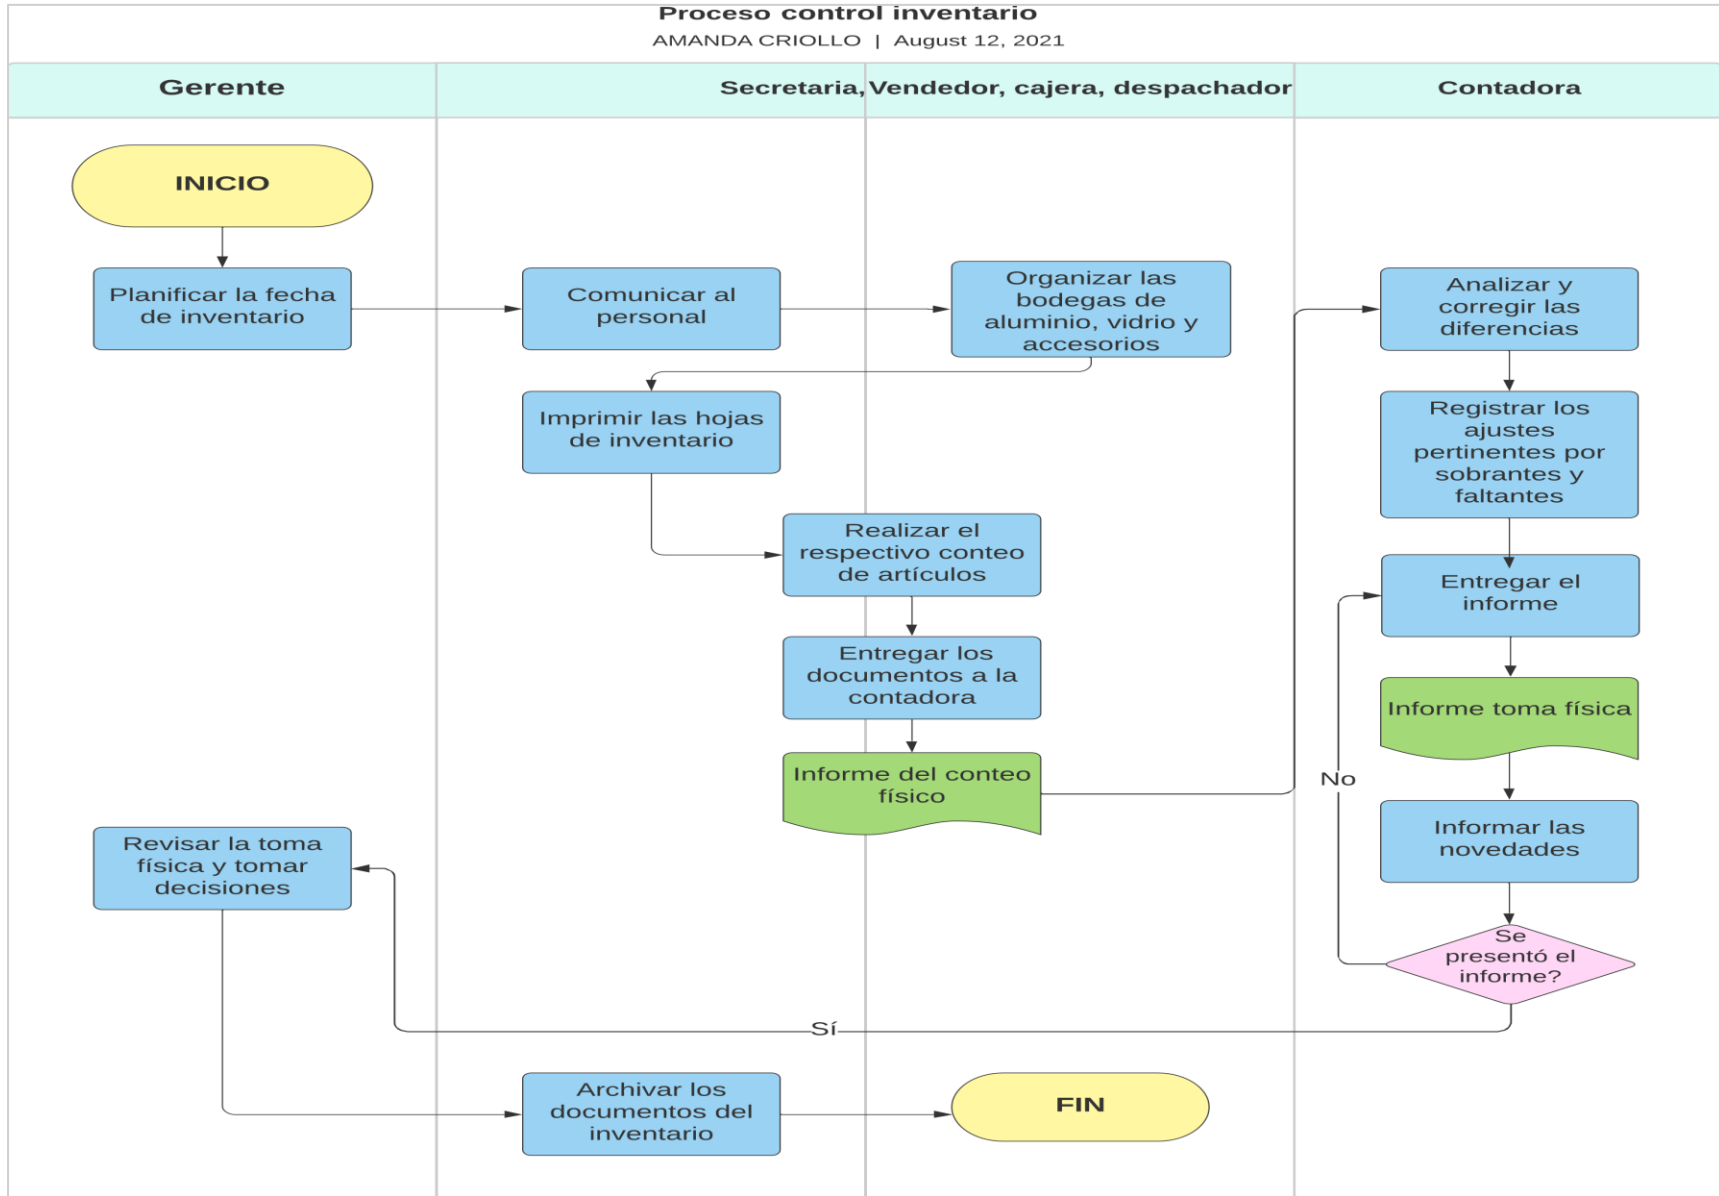 Proceso control inventario
AMANDA CRIOLLO | August 12, 2021
Gerente
Secretaria, Vendedor, cajera, despachador
Contadora
INICIO
Planificar la fecha
de inventario
Comunicar al
personal
Organizar las
bodegas de
aluminio, vidrio y
accesorios
Analizar y
corregir las
diferencias
Imprimir las hojas
de inventario
Registrar los
ajustes
pertinentes por
sobrantes y
faltantes
Realizar el
respectivo conteo
de artículos
Entregar el
informe
Entregar los
documentos a la
contadora
Informe toma física
Informe del conteo
físico
No
Informar las
novedades
Revisar la toma
física y tomar
decisiones
Se
presentó el
informe?
Sí
Archivar los
documentos del
inventario
FIN